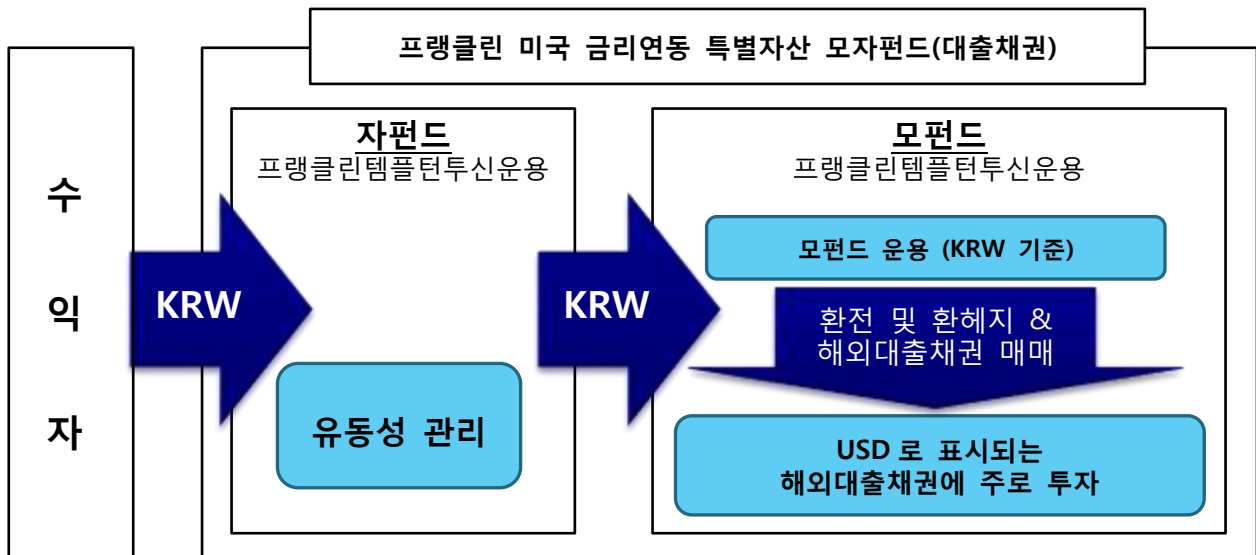 프랭클린 미국 금리연동 특별자산 모자펀드(대출채권)
수
익
자
KRW
자펀드
프랭클린템플턴투신운용
유동성 관리
KRW
모펀드
프랭클린템플턴투신운용
모펀드 운용 (KRW 기준)
환전 및 환헤지 &
해외대출채권 매매
USD 로 표시되는
해외대출채권에 주로 투자